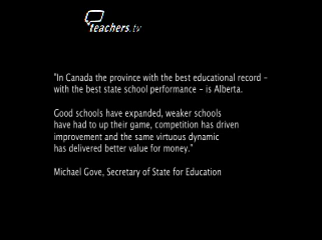 teachers.tv
"In Canada the province with the best educational record –
with the best state school performance – is Alberta.
Good schools have expanded, weaker schools
have had to up their game, competition has driven
improvement and the same virtuous dynamic
has delivered better value for money."
Michael Gove, Secretary of State for Education